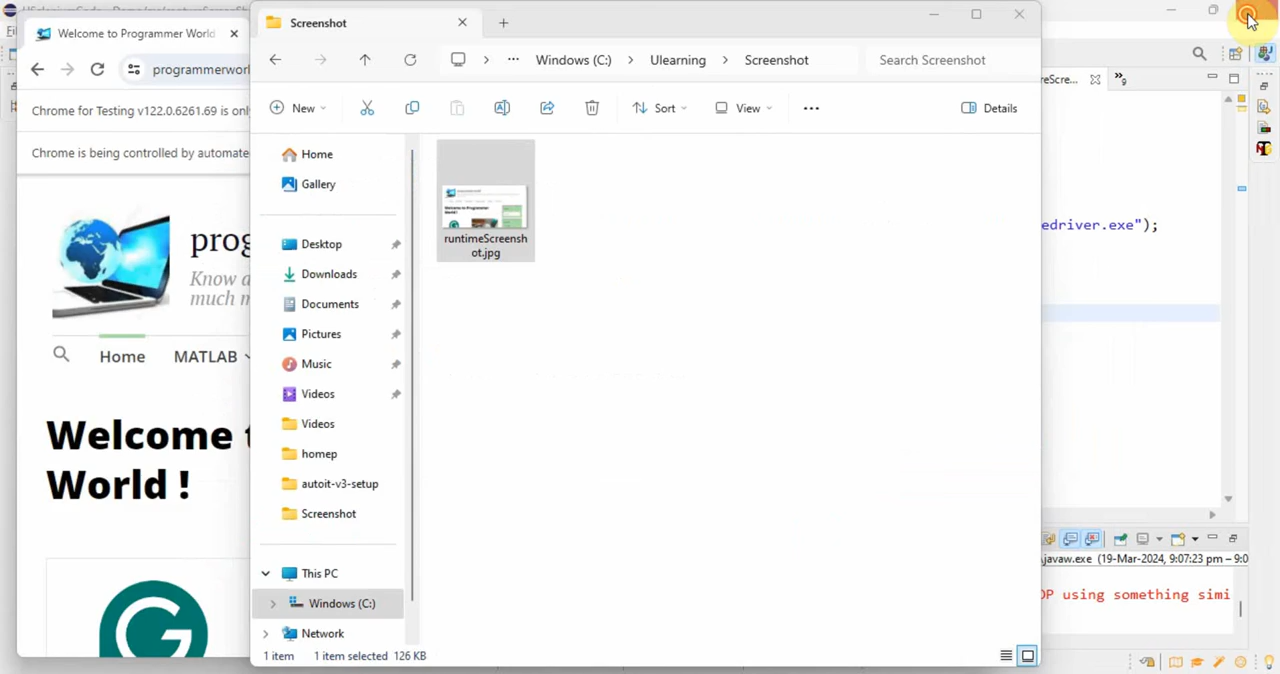 Welcome to Programmer World
programmerworl
Chrome for Testing v122.0.6261.69 is onl
Chrome is being controlled by automate
prog
Know a
much m
Home
MATLAB
Welcome t
World !
Screenshot
Windows (C:)
Ulearning
Screenshot
Search Screenshot
New
Sort
View
Details
Home
Gallery
Desktop
Downloads
Documents
Pictures
Music
Videos
Videos
homep
autoit-v3-setup
Screenshot
This PC
Windows (C:)
Network
runtimeScreensh
ot.jpg
1 item
1 item selected 126 KB
reScre...
edriver.exe");
\javaw.exe (19-Mar-2024, 9:07:23 pm – 9:0
OP using something simi